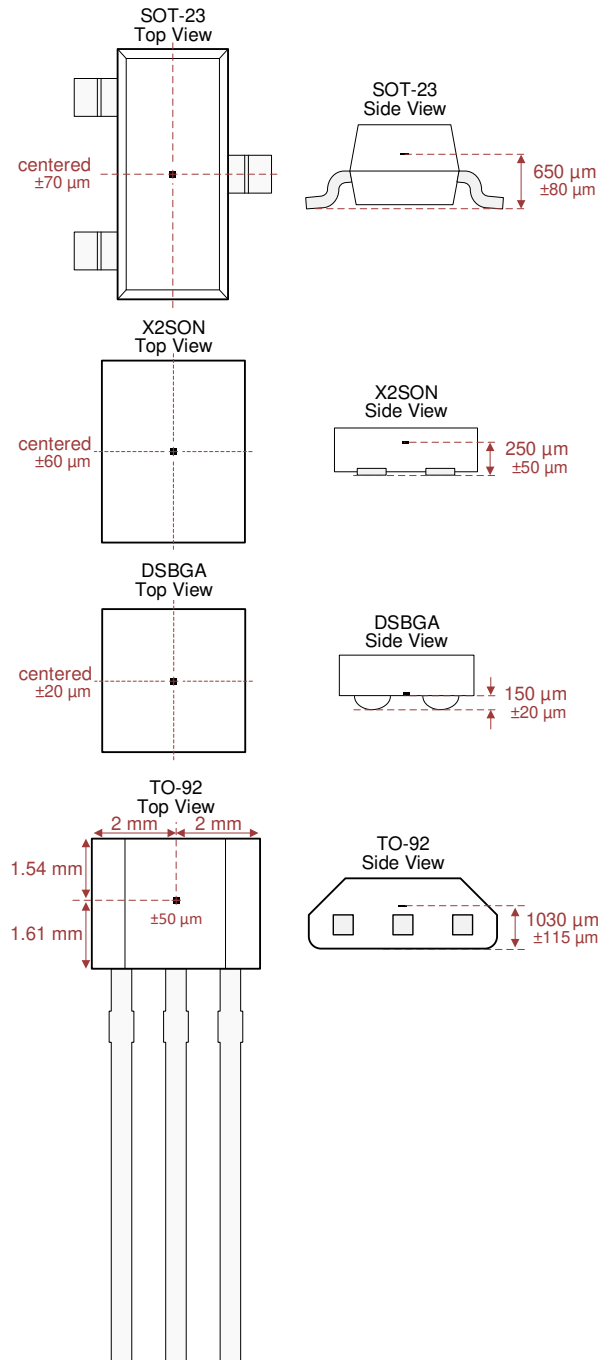 SOT-23
Top View
centered
±70 µm
SOT-23
Side View
650 µm
±80 µm
X2SON
Top View
centered
±60 µm
X2SON
Side View
250 µm
±50 µm
DSBGA
Top View
centered
±20 µm
DSBGA
Side View
150 µm
±20 µm
TO-92
Top View
2 mm 2 mm
1.54 mm
1.61 mm
±50 µm
TO-92
Side View
1030 µm
±115 µm